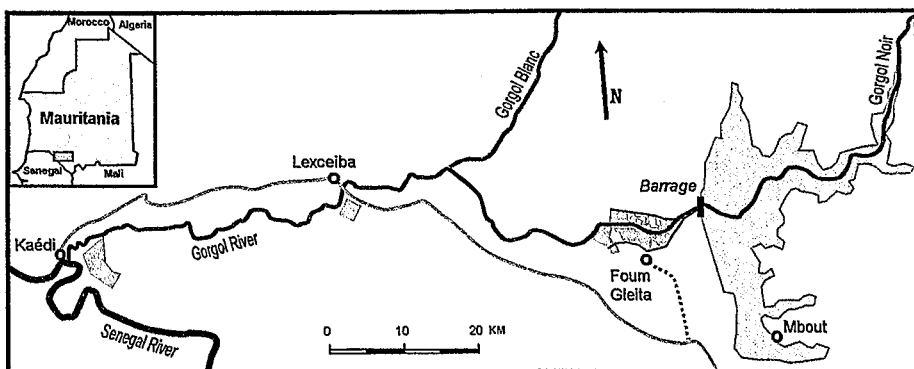 Morocco
Algeria
Mauritania
Senegal
Mali
Gorgol Blanc
N
Gorgol Noir
Lexceiba
Barrage
Kaédi
Gorgol River
Foum
Gleita
Senegal River
0 10 20 KM
Mbout